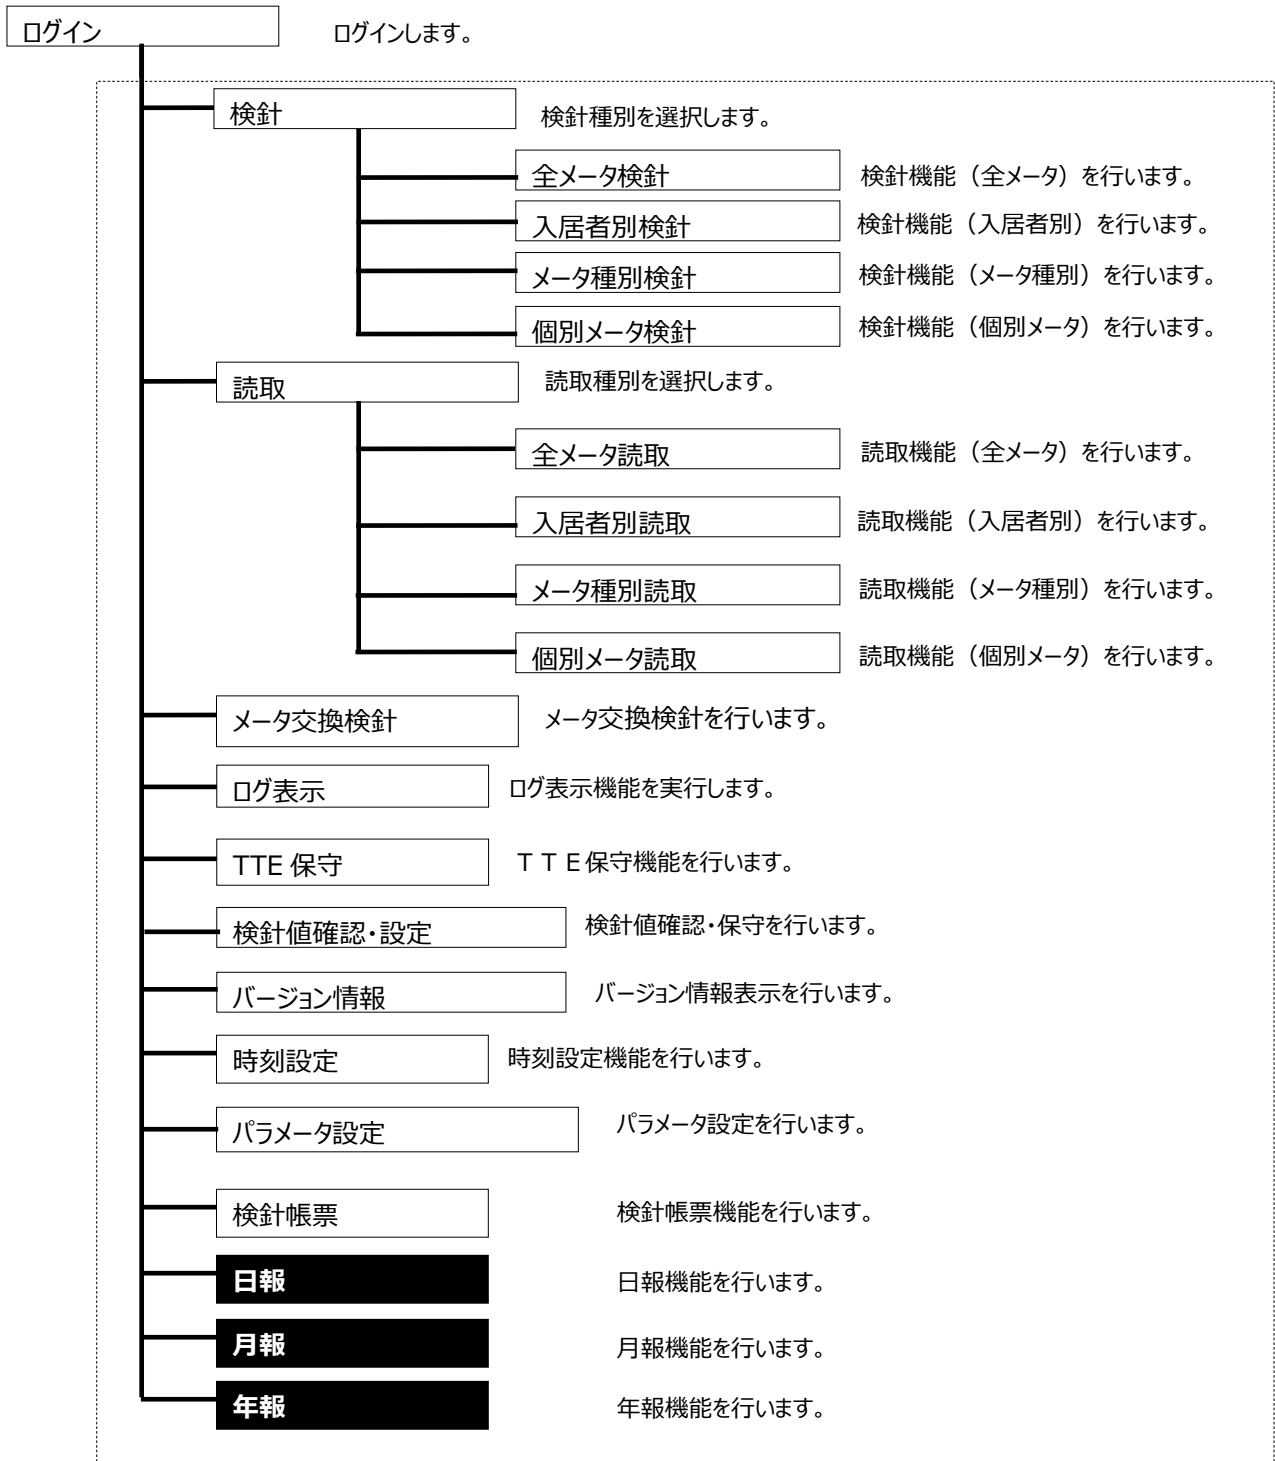 ログイン ログインします。
検針 検針種別を選択します。
全メータ検針 検針機能（全メータ）を行います。
入居者別検針 検針機能（入居者別）を行います。
メータ種別検針 検針機能（メータ種別）を行います。
個別メータ検針 検針機能（個別メータ）を行います。
読取 読取種別を選択します。
全メータ読取 読取機能（全メータ）を行います。
入居者別読取 読取機能（入居者別）を行います。
メータ種別読取 読取機能（メータ種別）を行います。
個別メータ読取 読取機能（個別メータ）を行います。
メータ交換検針 メータ交換検針を行います。
ログ表示 ログ表示機能を実行します。
TTE 保守 ＴＴＥ保守機能を行います。
検針値確認・設定 検針値確認・保守を行います。
バージョン情報 バージョン情報表示を行います。
時刻設定 時刻設定機能を行います。
パラメータ設定 パラメータ設定を行います。
検針帳票 検針帳票機能を行います。
日報 日報機能を行います。
月報 月報機能を行います。
年報 年報機能を行います。